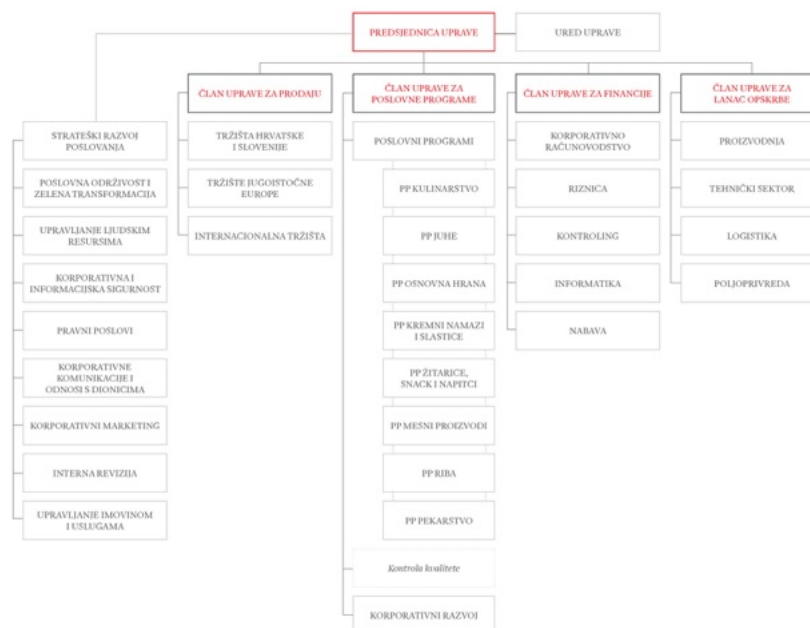 PREDSJEDNICA UPRAVE
URED UPRAVE
ČLAN UPRAVE ZA PRODAJU
ČLAN UPRAVE ZA
POSLOVNE PROGRAME
ČLAN UPRAVE ZA FINANCIJE
ČLAN UPRAVE ZA
LANAC OPSKRBE
STRATEŠKI RAZVOJ
POSLOVANJA
POSLOVNA ODRŽIVOST I
ZELENA TRANSFORMACIJA
UPRAVLJANJE LJUDSKIM
RESURSIMA
KORPORATIVNA I
INFORMACIJSKA SIGURNOST
PRAVNI POSLOVI
KORPORATIVNE
KOMUNIKACIJE I
ODNOSI S DIONICIMA
KORPORATIVNI MARKETING
INTERNA REVIZIJA
UPRAVLJANJE IMOVINOM
I USLUGAMA
TRŽIŠTA HRVATSKE
I SLOVENIJE
TRŽIŠTE JUGOISTOČNE
EUROPE
INTERNACIONALNA TRŽIŠTA
POSLOVNI PROGRAMI
PP KULINARSTVO
PP JUHE
PP OSNOVNA HRANA
PP KREMNI NAMAZI
I SLASTICE
PP ŽITARICE,
SNACK I NAPITCI
PP MESNI PROIZVODI
PP RIBA
PP PEKARSTVO
Kontrola kvalitete
KORPORATIVNI RAZVOJ
KORPORATIVNO
RAČUNOVODSTVO
RIZNICA
KONTROLING
INFORMATIKA
NABAVA
PROIZVODNJA
TEHNIČKI SEKTOR
LOGISTIKA
POLJOPRIVREDA